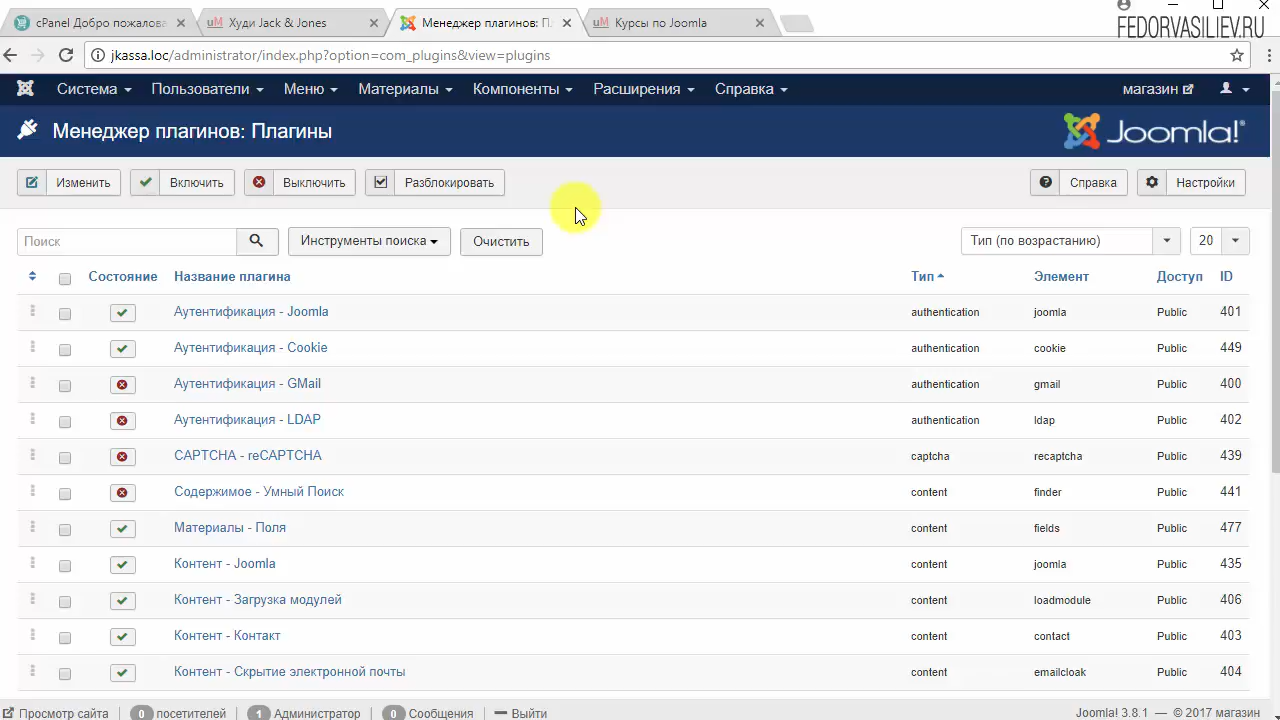 cPanel Добро пожалова
uM Худи Jack & Jones
Менеджер плагинов: П
uM Курсы по Joomla
FEDORVASILIEV.RU
jkassa.loc/administrator/index.php?option=com_plugins&view=plugins
Система Пользователи Меню Материалы Компоненты Расширения Справка магазин
Менеджер плагинов: Плагины
Joomla!®
Изменить Включить Выключить Разблокировать Справка Настройки
Поиск Инструменты поиска Очистить Тип (по возрастанию) 20
Состояние Название плагина Тип Элемент Доступ ID
Аутентификация - Joomla authentication joomla Public 401
Аутентификация - Cookie authentication cookie Public 449
Аутентификация - GMail authentication gmail Public 400
Аутентификация - LDAP authentication ldap Public 402
CAPTCHA - reCAPTCHA captcha recaptcha Public 439
Содержимое - Умный Поиск content finder Public 441
Материалы - Поля content fields Public 477
Контент - Joomla content joomla Public 435
Контент - Загрузка модулей content loadmodule Public 406
Контент - Контакт content contact Public 403
Контент - Скрытие электронной почты content emailcloak Public 404
Просмотр сайта 0 посетителей 1 Администратор 0 Сообщения Выйти Joomla! 3.8.1 — © 2017 магазин